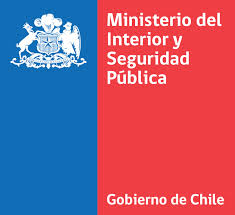 Ministerio del
Interior y
Seguridad
Pública
Gobierno de Chile